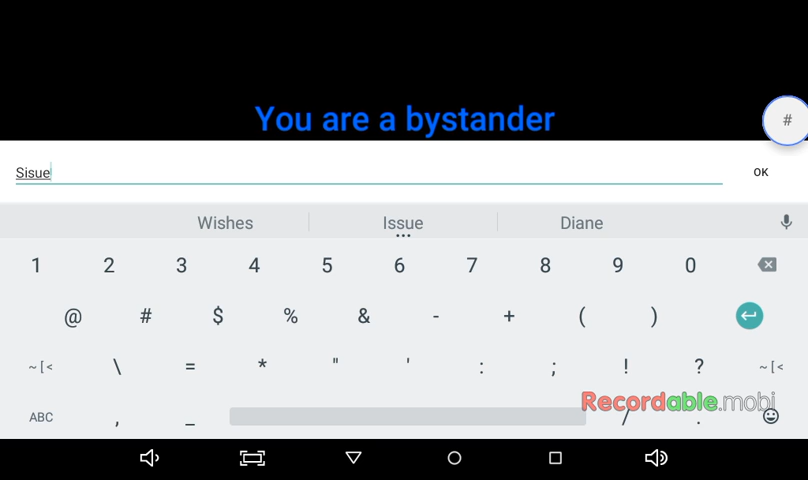 You are a bystander
#
Sisue
OK
Wishes
Issue
Diane
1 2 3 4 5 6 7 8 9 0
@ # $ % & - + ( )
~ [ < \ = * " ' : ; ! ? ~ [ <
Recordable.mobi
ABC , _ / .